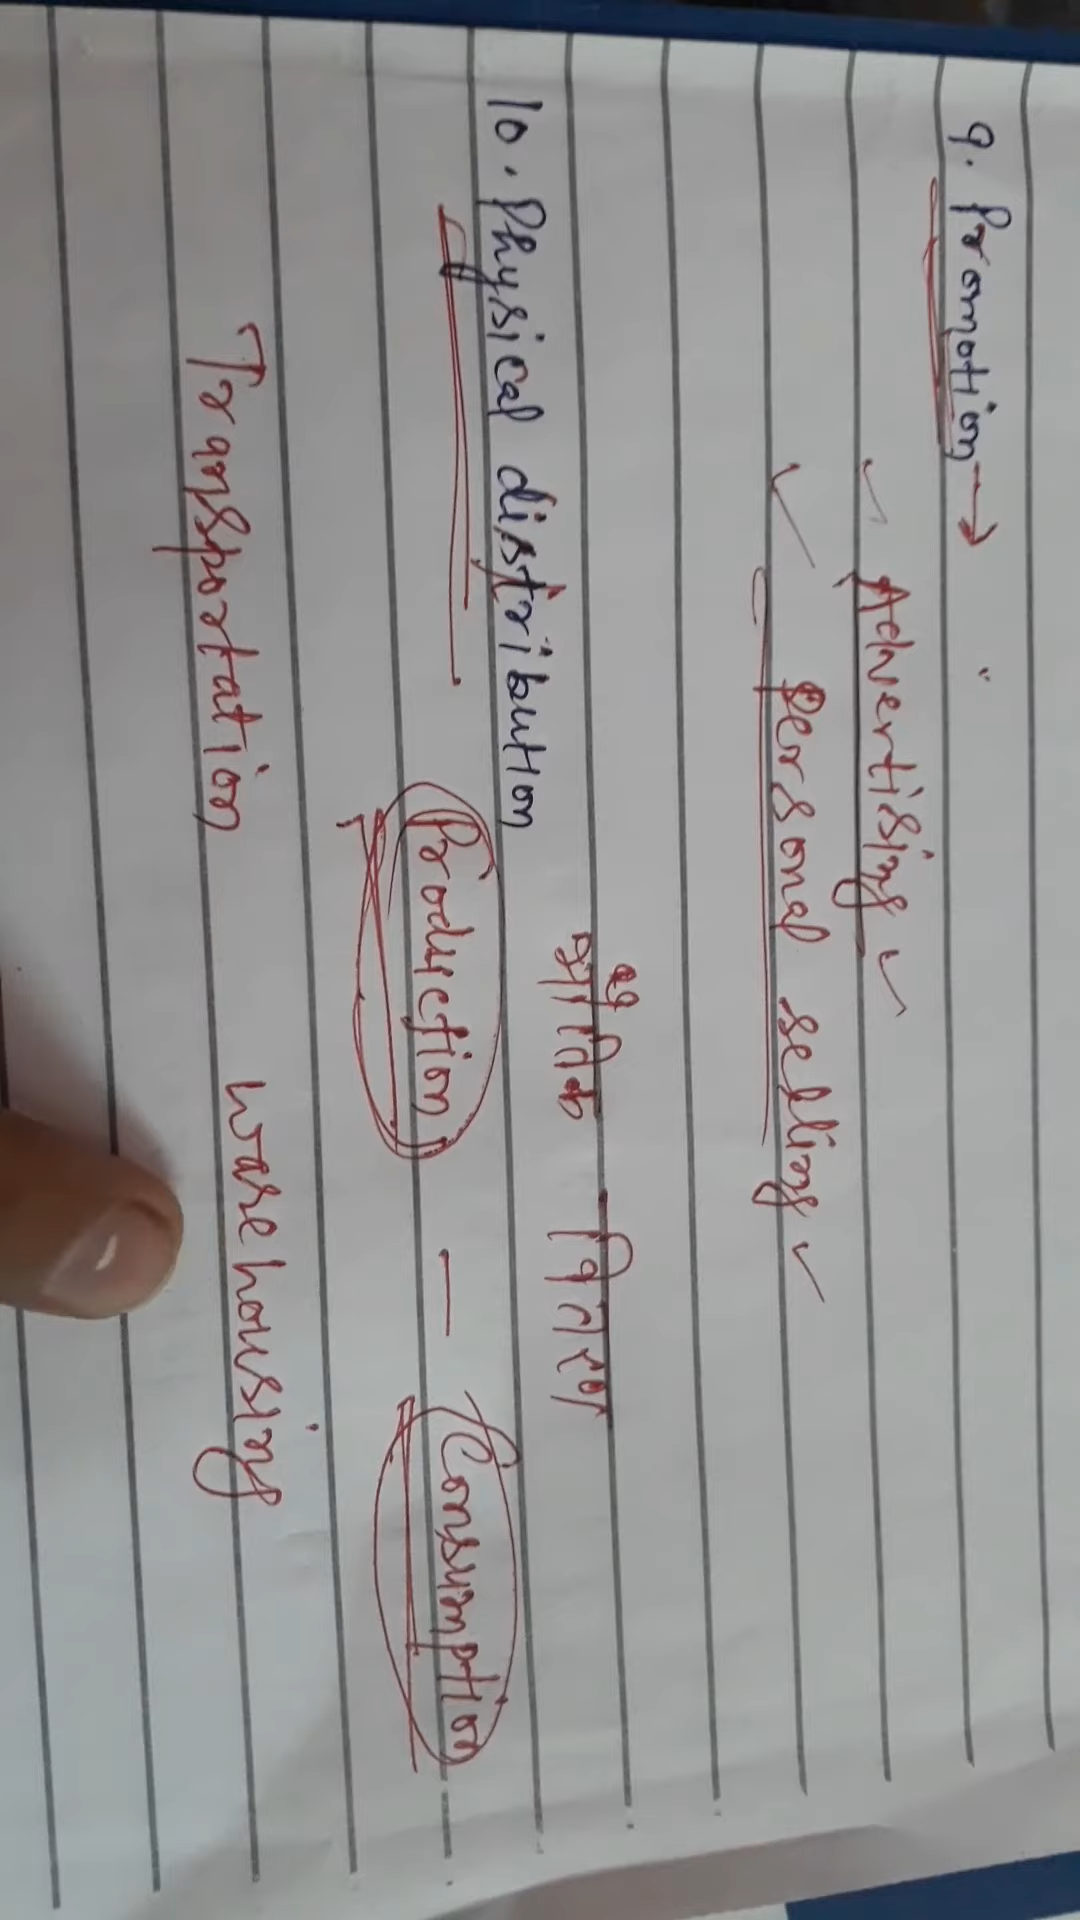 9. Promotion →
Advertising
Personal selling
वितरण
10. Physical distribution
Production — Consumption
Transportation warehousing